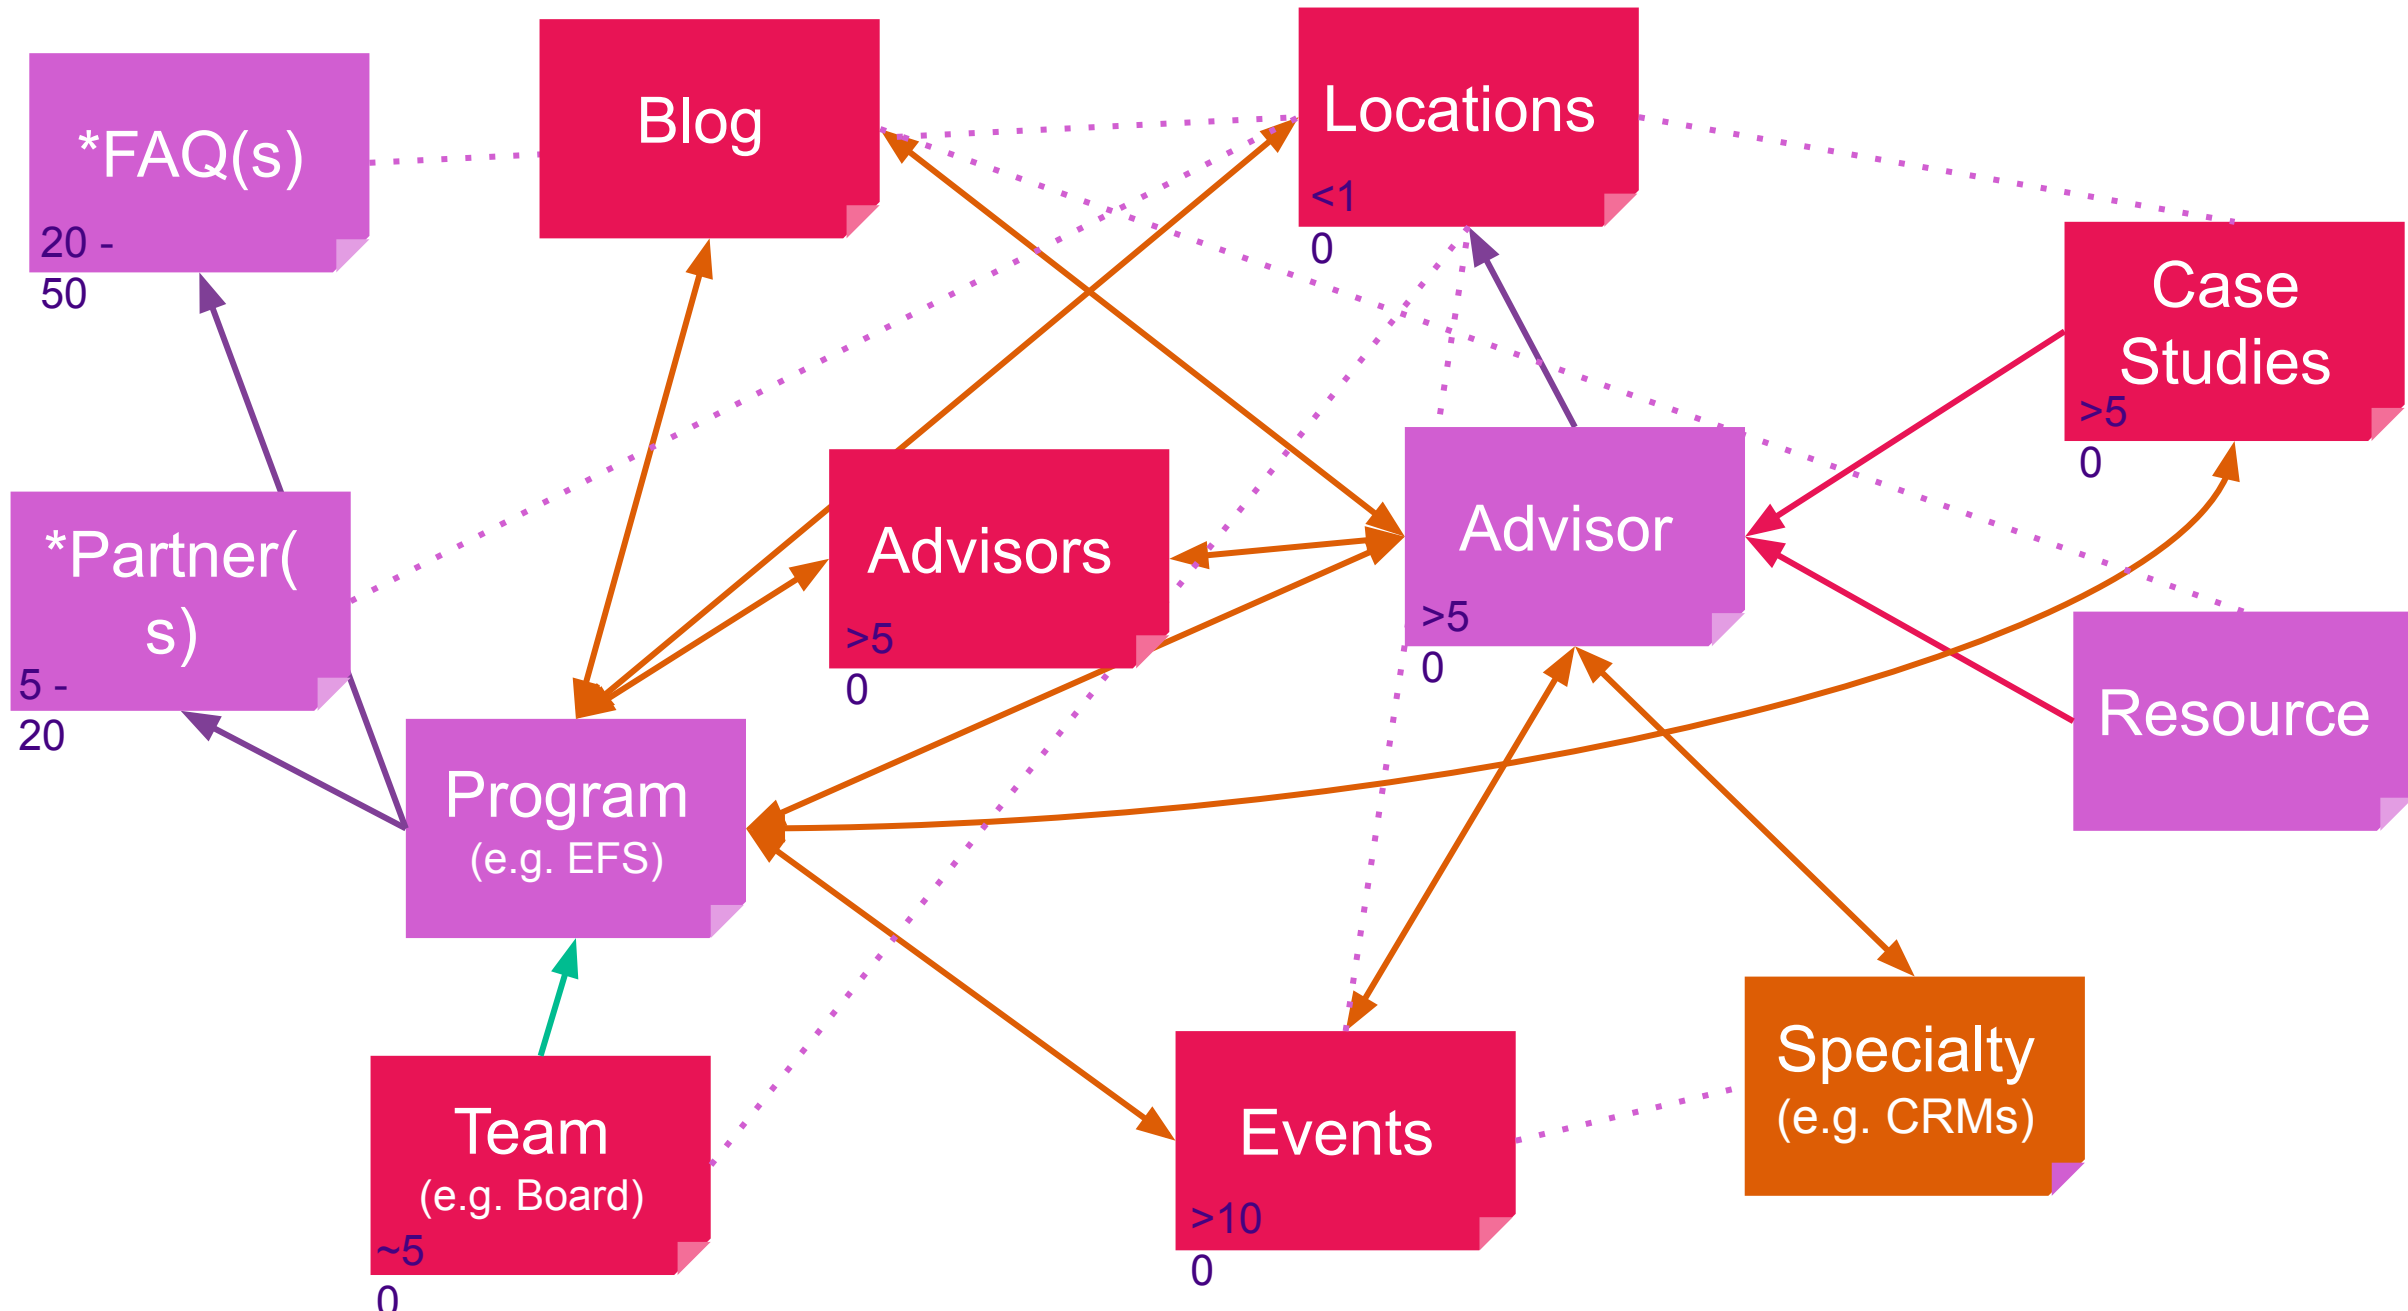 *FAQ(s)
20 -
50
Blog
Locations
<1
0
Case
Studies
>5
0
*Partner(
s)
5 -
20
Advisors
>5
0
Advisor
>5
0
Resource
Program
(e.g. EFS)
Team
(e.g. Board)
~5
0
Events
>10
0
Specialty
(e.g. CRMs)